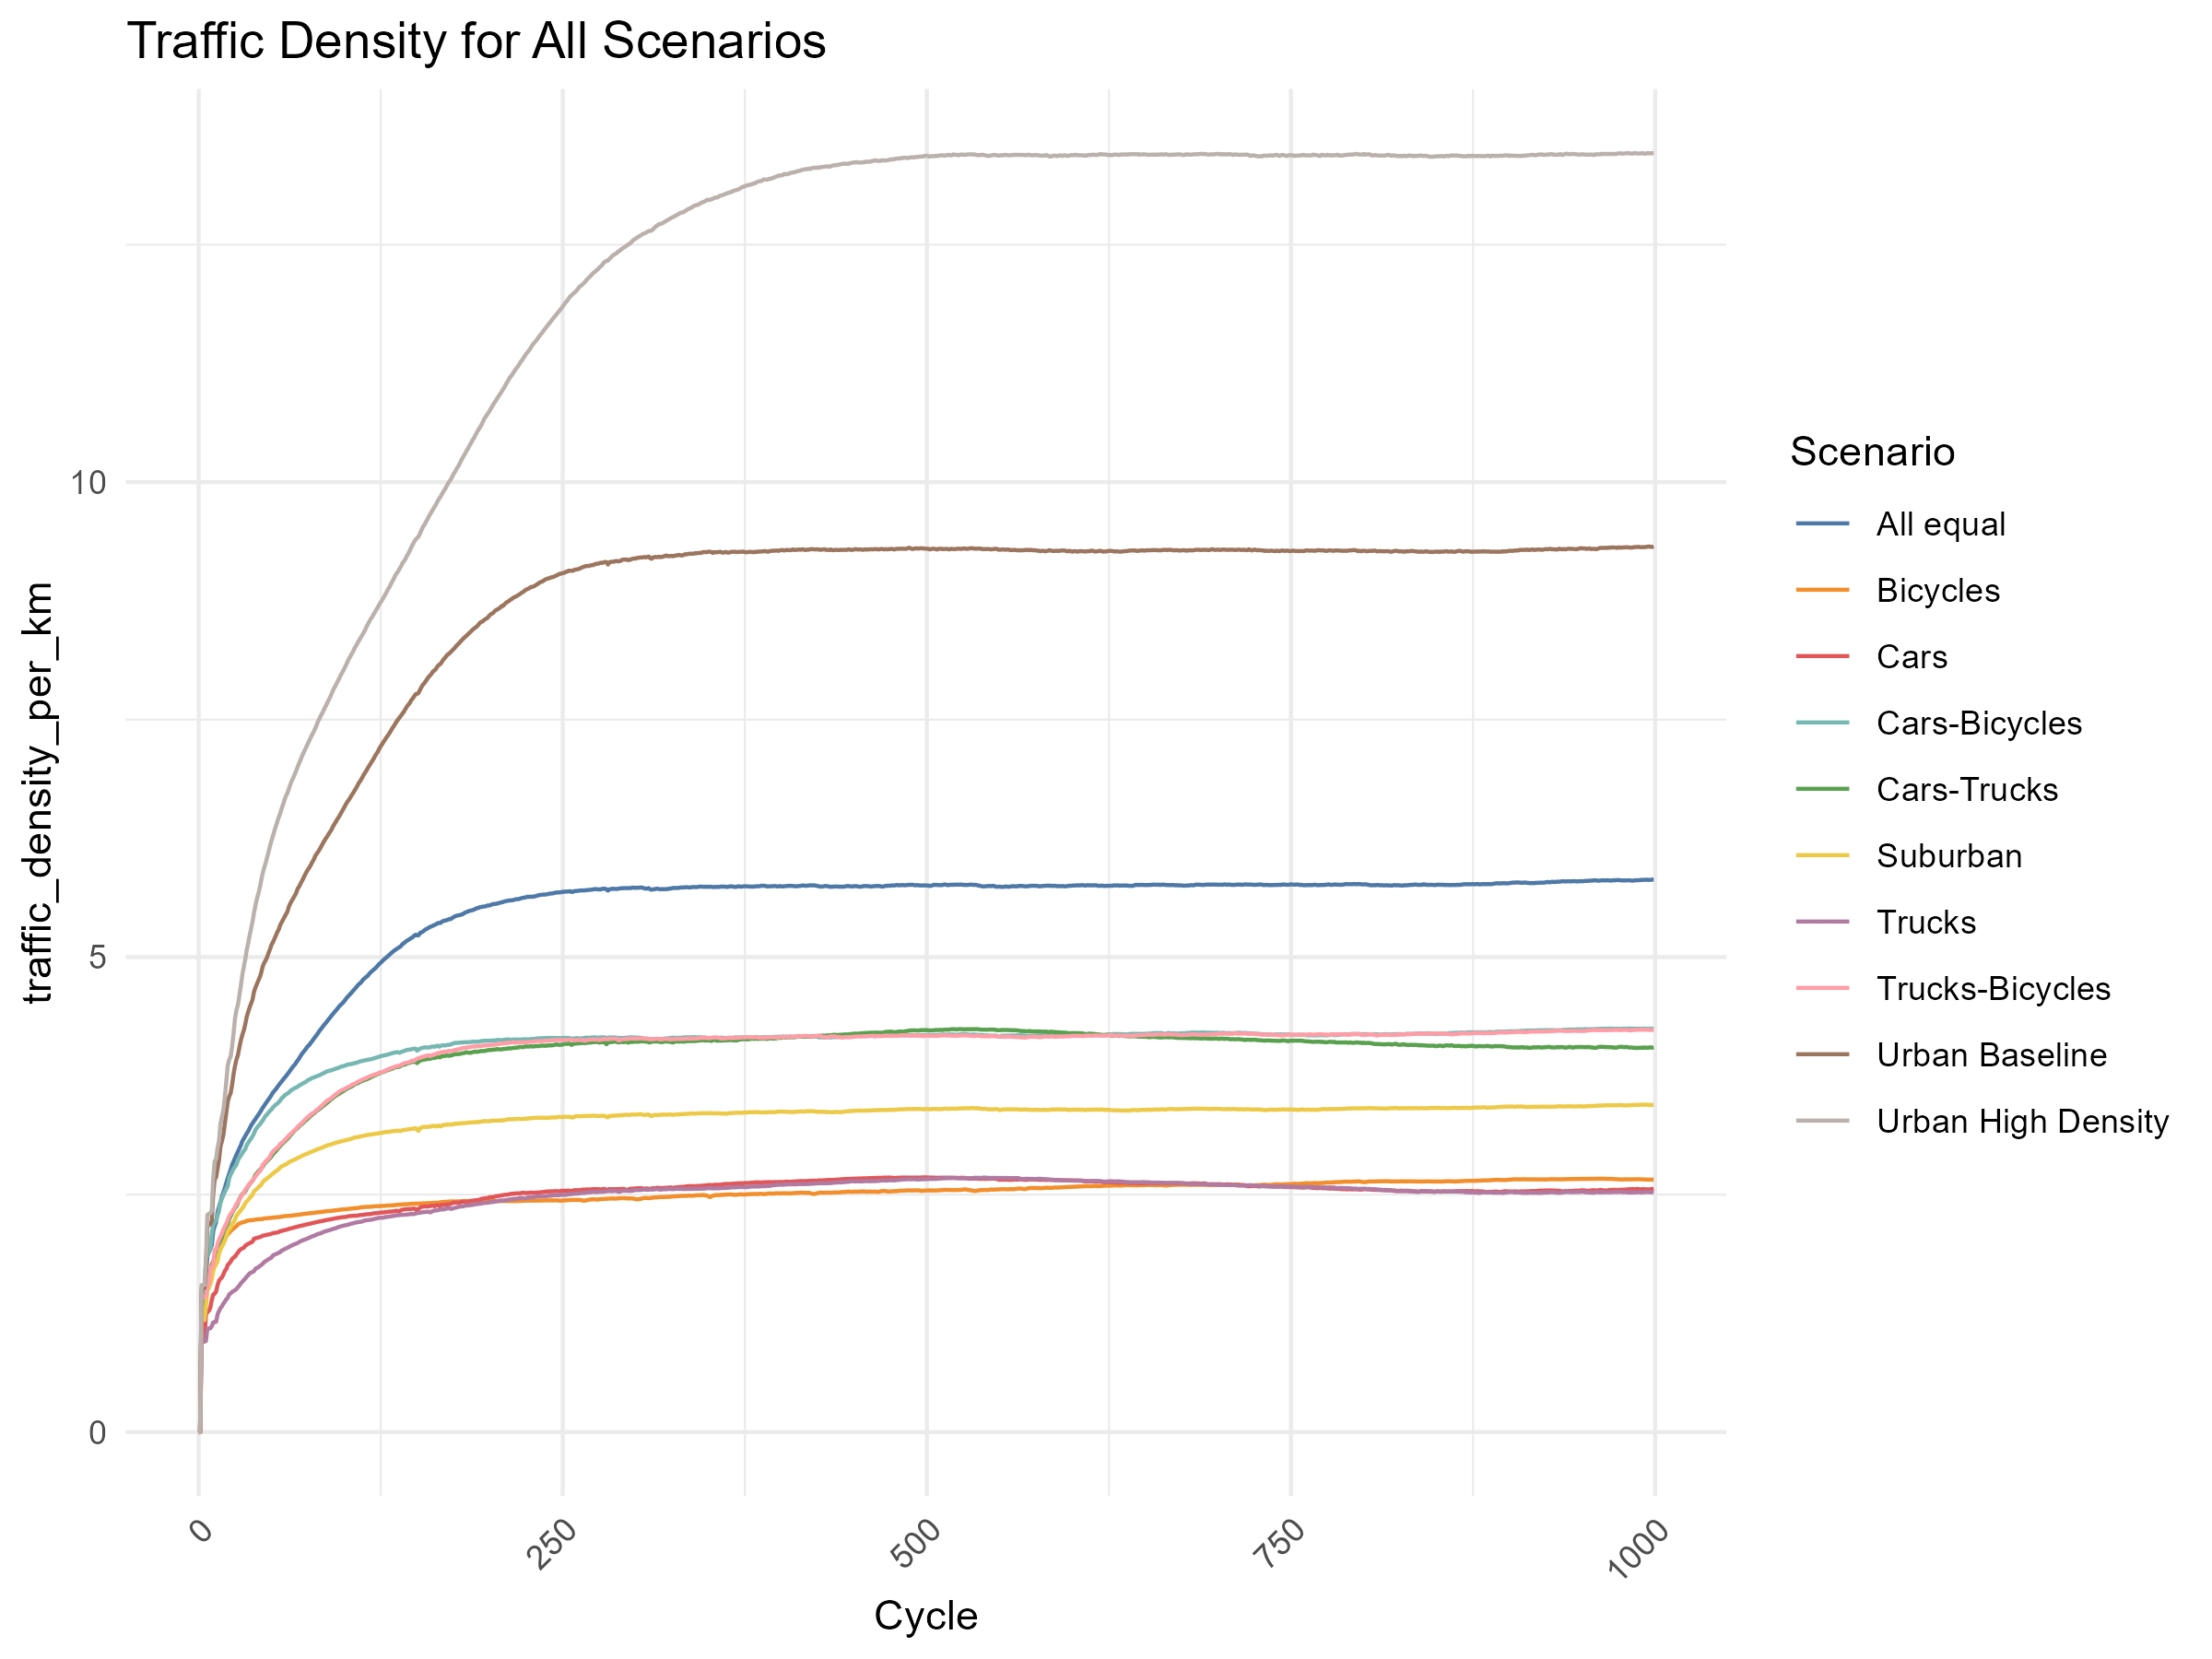 Traffic Density for All Scenarios
traffic_density_per_km
10
5
0
0
250
500
750
1000
Cycle
Scenario
All equal
Bicycles
Cars
Cars-Bicycles
Cars-Trucks
Suburban
Trucks
Trucks-Bicycles
Urban Baseline
Urban High Density